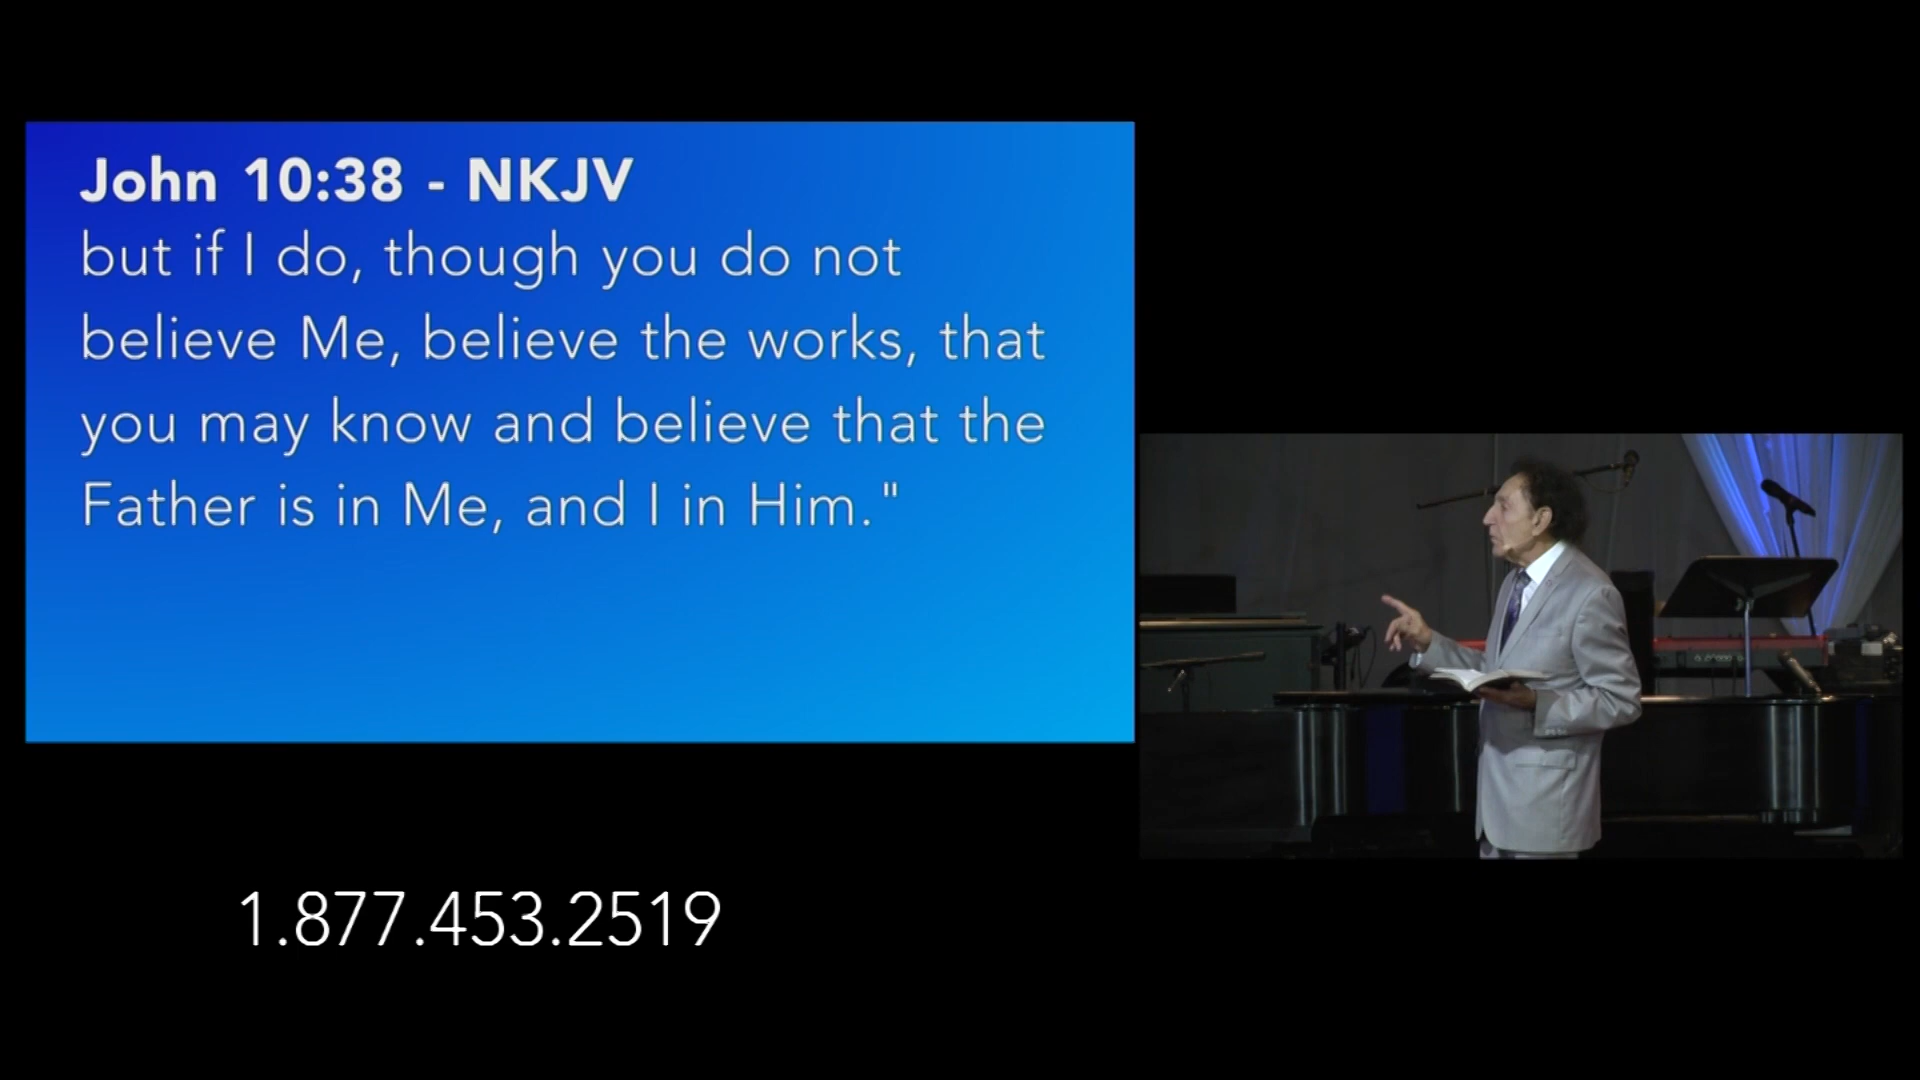 John 10:38 - NKJV
but if I do, though you do not
believe Me, believe the works, that
you may know and believe that the
Father is in Me, and I in Him."
1.877.453.2519